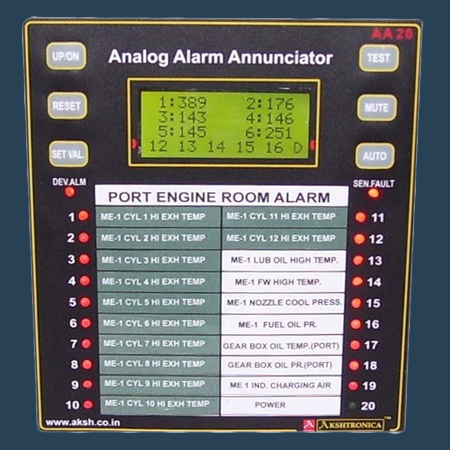 AA20
UP/DN Analog Alarm Annunciator TEST
1:389 2:176
RESET 3:143 4:146 MUTE
5:145 6:251
SET VAL. 12 13 14 15 16 D AUTO
DEV.ALM SEN.FAULT
PORT ENGINE ROOM ALARM
1 ME-1 CYL 1 HI EXH TEMP ME-1 CYL 11 HI EXH TEMP 11
2 ME-1 CYL 2 HI EXH TEMP ME-1 CYL 12 HI EXH TEMP 12
3 ME-1 CYL 3 HI EXH TEMP ME-1 LUB OIL HIGH TEMP. 13
4 ME-1 CYL 4 HI EXH TEMP ME-1 FW HIGH TEMP. 14
5 ME-1 CYL 5 HI EXH TEMP ME-1 NOZZLE COOL PRESS. 15
6 ME-1 CYL 6 HI EXH TEMP ME-1 FUEL OIL PR. 16
7 ME-1 CYL 7 HI EXH TEMP GEAR BOX OIL TEMP.(PORT) 17
8 ME-1 CYL 8 HI EXH TEMP GEAR BOX OIL PR.(PORT) 18
9 ME-1 CYL 9 HI EXH TEMP ME 1 IND. CHARGING AIR 19
10 ME-1 CYL 10 HI EXH TEMP POWER 20
www.aksh.co.in A AKSHTRONICA™